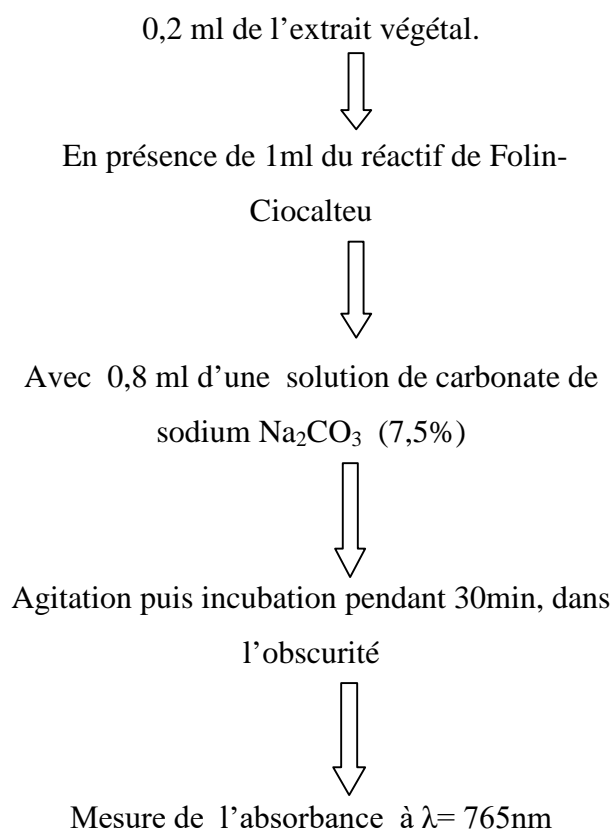 0,2 ml de l’extrait végétal.
En présence de 1ml du réactif de Folin-
Ciocalteu
Avec 0,8 ml d’une solution de carbonate de
sodium Na₂CO₃ (7,5%)
Agitation puis incubation pendant 30min, dans
l’obscurité
Mesure de l’absorbance à λ= 765nm